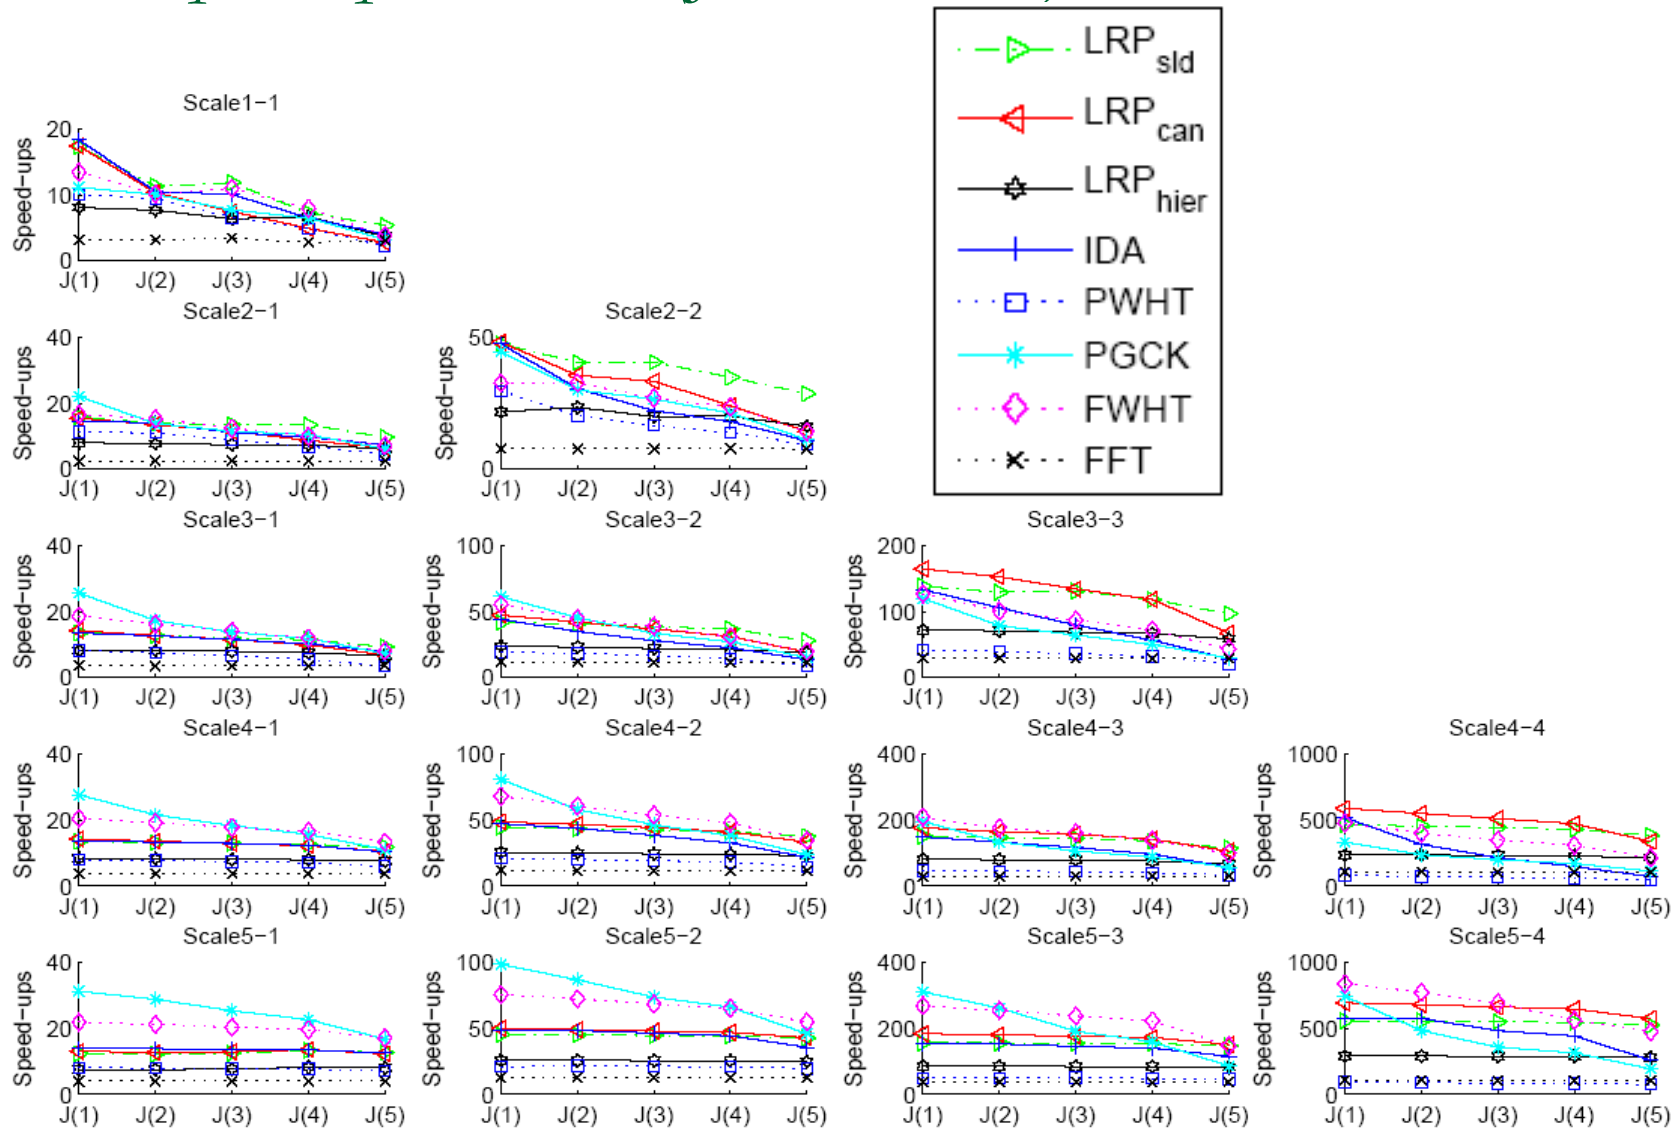 LRP sld
LRP can
LRP hier
IDA
PWHT
PGCK
FWHT
FFT
Scale1−1
Speed−ups
20
10
0
J(1) J(2) J(3) J(4) J(5)
Scale2−1
Speed−ups
40
20
0
J(1) J(2) J(3) J(4) J(5)
Scale2−2
Speed−ups
50
0
J(1) J(2) J(3) J(4) J(5)
Scale3−1
Speed−ups
40
20
0
J(1) J(2) J(3) J(4) J(5)
Scale3−2
Speed−ups
100
50
0
J(1) J(2) J(3) J(4) J(5)
Scale3−3
Speed−ups
200
100
0
J(1) J(2) J(3) J(4) J(5)
Scale4−1
Speed−ups
40
20
0
J(1) J(2) J(3) J(4) J(5)
Scale4−2
Speed−ups
100
50
0
J(1) J(2) J(3) J(4) J(5)
Scale4−3
Speed−ups
400
200
0
J(1) J(2) J(3) J(4) J(5)
Scale4−4
Speed−ups
1000
500
0
J(1) J(2) J(3) J(4) J(5)
Scale5−1
Speed−ups
40
20
0
J(1) J(2) J(3) J(4) J(5)
Scale5−2
Speed−ups
100
50
0
J(1) J(2) J(3) J(4) J(5)
Scale5−3
Speed−ups
400
200
0
J(1) J(2) J(3) J(4) J(5)
Scale5−4
Speed−ups
1000
500
0
J(1) J(2) J(3) J(4) J(5)